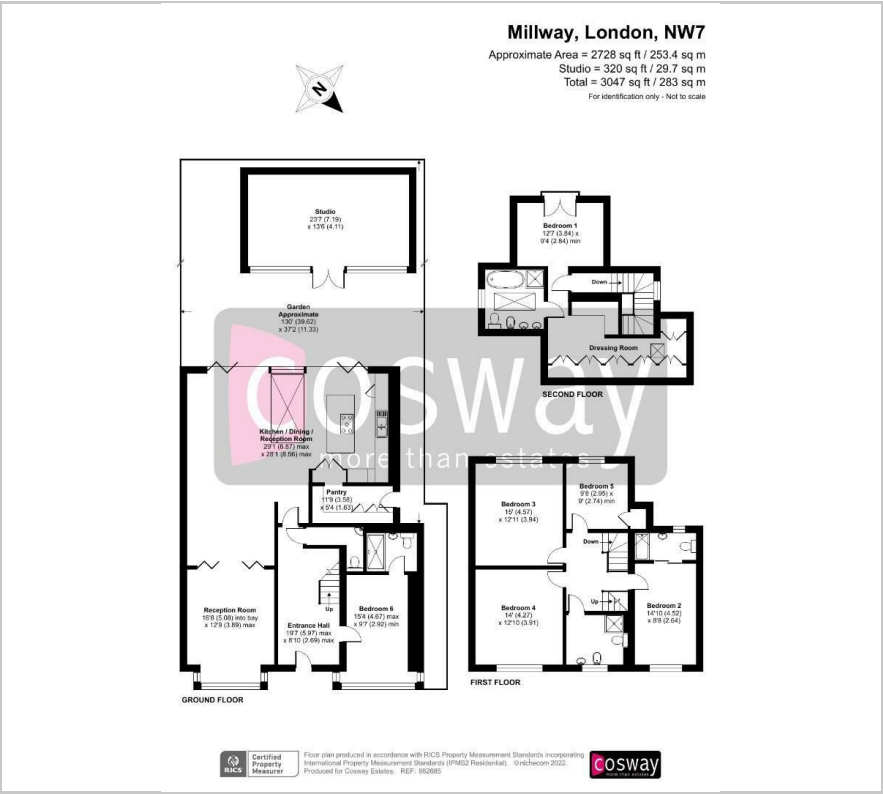 Millway, London, NW7
Approximate Area = 2728 sq ft / 253.4 sq m
Studio = 320 sq ft / 29.7 sq m
Total = 3047 sq ft / 283 sq m
For identification only - Not to scale
N
Studio
23'7 (7.19)
x 13'6 (4.11)
Garden
Approximate
130' (39.62)
x 37'2 (11.33)
Bedroom 1
12'7 (3.84) x
9'4 (2.84) min
Down
Dressing Room
SECOND FLOOR
cosway
more than estates
Kitchen / Dining /
Reception Room
29'1 (8.87) max
x 28'1 (8.56) max
Pantry
11'9 (3.58)
x 5'4 (1.63)
Reception Room
16'8 (5.08) into bay
x 12'9 (3.89) max
Entrance Hall
19'7 (5.97) max
x 8'10 (2.69) max
Up
Bedroom 6
15'4 (4.67) max
x 9'7 (2.92) min
GROUND FLOOR
Bedroom 3
15' (4.57)
x 12'11 (3.94)
Bedroom 5
9'8 (2.95) x
9' (2.74) min
Down
Up
Bedroom 4
14' (4.27)
x 12'10 (3.91)
Bedroom 2
14'10 (4.52)
x 8'8 (2.64)
FIRST FLOOR
RICS
Certified
Property
Measurer
Floor plan produced in accordance with RICS Property Measurement Standards incorporating
International Property Measurement Standards (IPMS2 Residential). © nichecom 2022.
Produced for Cosway Estates. REF: 882685
cosway
more than estates